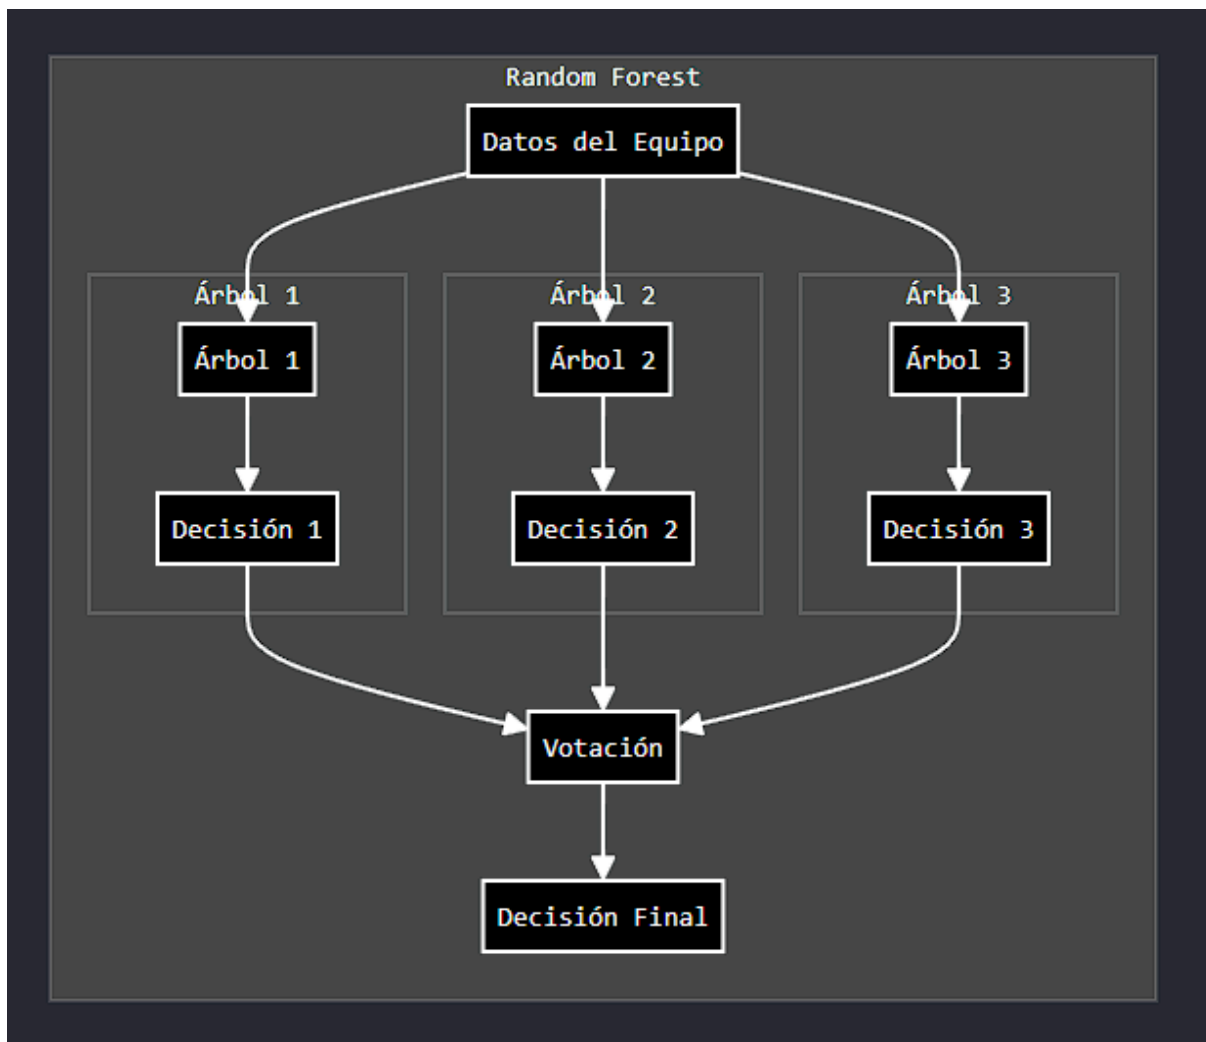 Random Forest
Datos del Equipo
Árbol 1
Árbol 2
Árbol 3
Árbol 1
Árbol 2
Árbol 3
Decisión 1
Decisión 2
Decisión 3
Votación
Decisión Final